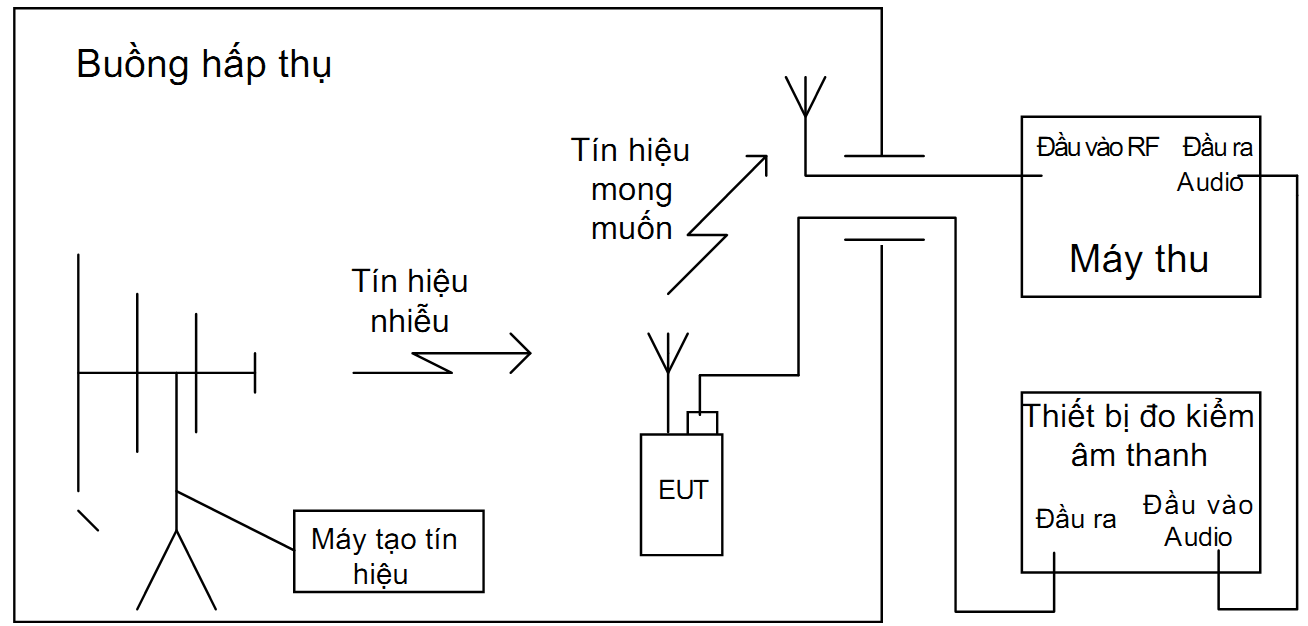 Buồng hấp thụ
Tín hiệu
mong
muốn
Tín hiệu
nhiễu
EUT
Máy tạo tín
hiệu
Đầu vào RF
Đầu ra
Audio
Máy thu
Thiết bị đo kiểm
âm thanh
Đầu ra
Đầu vào
Audio